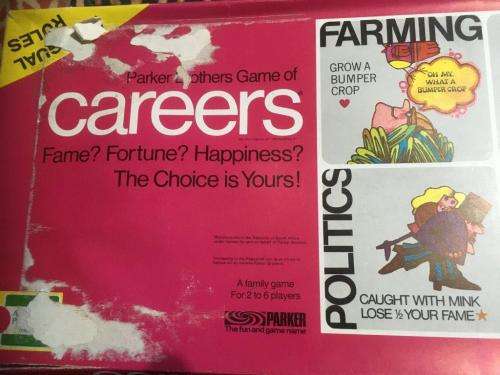 GUAL
RULES
Parker Brothers Game of
careers
Fame? Fortune? Happiness?
The Choice is Yours!
A family game
For 2 to 6 players
PARKER
The fun and game name
FARMING
GROW A
BUMPER
CROP
OH MY,
WHAT A
BUMPER CROP
POLITICS
CAUGHT WITH MINK
LOSE ½ YOUR FAME